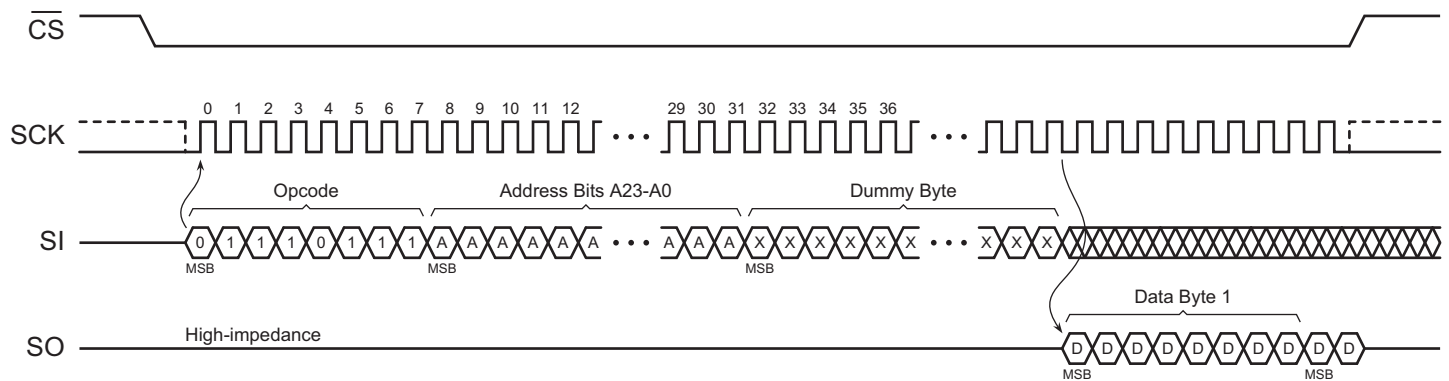 CS
0 1 2 3 4 5 6 7 8 9 10 11 12 29 30 31 32 33 34 35 36
SCK • • • • • •
Opcode Address Bits A23-A0 Dummy Byte
SI 0 1 1 1 0 1 1 1 A A A A A A • • • A A A X X X X X X • • • X X X
MSB MSB MSB
Data Byte 1
High-impedance
SO D D D D D D D D D D
MSB MSB